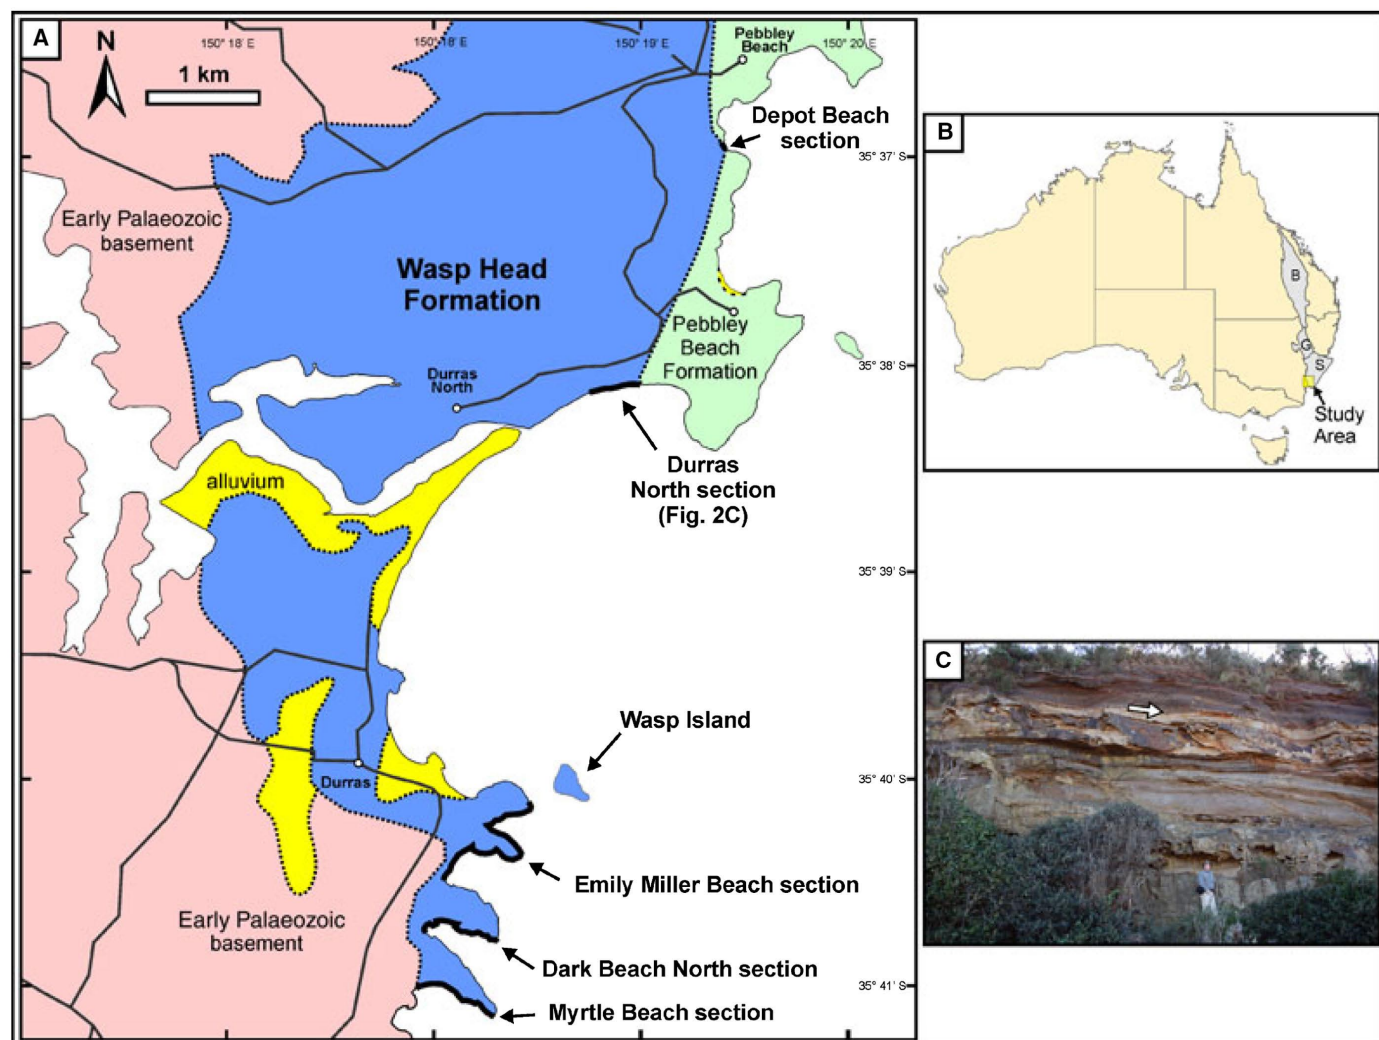 A
N
1 km
150° 18' E
150° 18' E
150° 19' E
150° 20' E
Pebbley
Beach
Depot Beach
section
35° 37' S
Early Palaeozoic
basement
Wasp Head
Formation
Pebbley
Beach
Formation
35° 38' S
Durras
North
Durras
North section
(Fig. 2C)
alluvium
35° 39' S
Wasp Island
35° 40' S
Durras
Emily Miller Beach section
Early Palaeozoic
basement
Dark Beach North section
35° 41' S
Myrtle Beach section
B
B
G
S
Study
Area
C